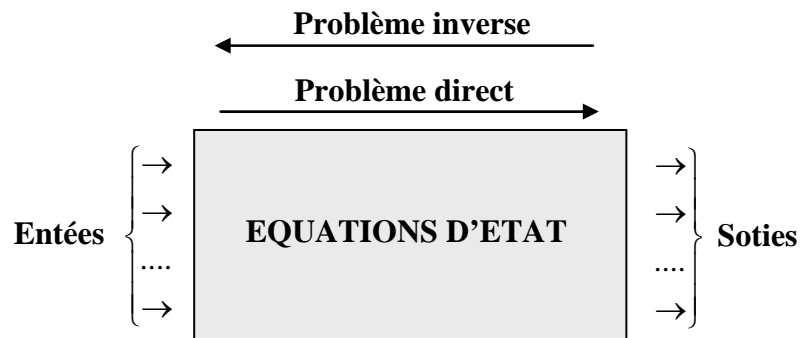 Problème inverse
Problème direct
→ →
Entées → EQUATIONS D'ETAT → Soties
.... ....
→ →